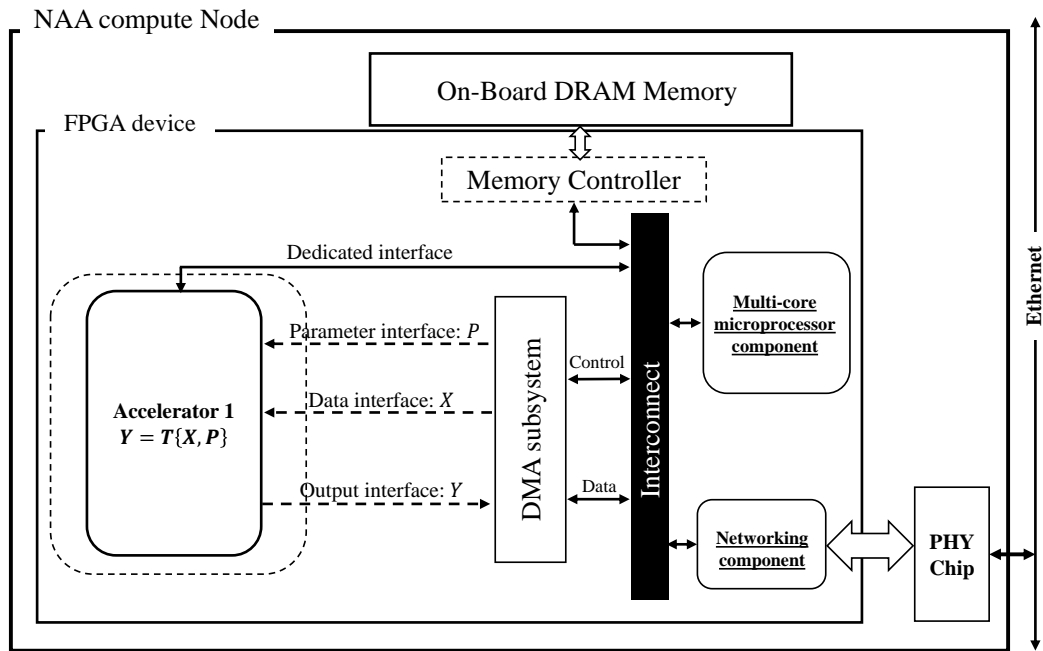 NAA compute Node
On-Board DRAM Memory
FPGA device
Memory Controller
Dedicated interface
Multi-core
microprocessor
component
Parameter interface: P
Control
Data interface: X
Accelerator 1
Y = T{X, P}
DMA subsystem
Interconnect
Output interface: Y
Data
Networking
component
PHY
Chip
Ethernet